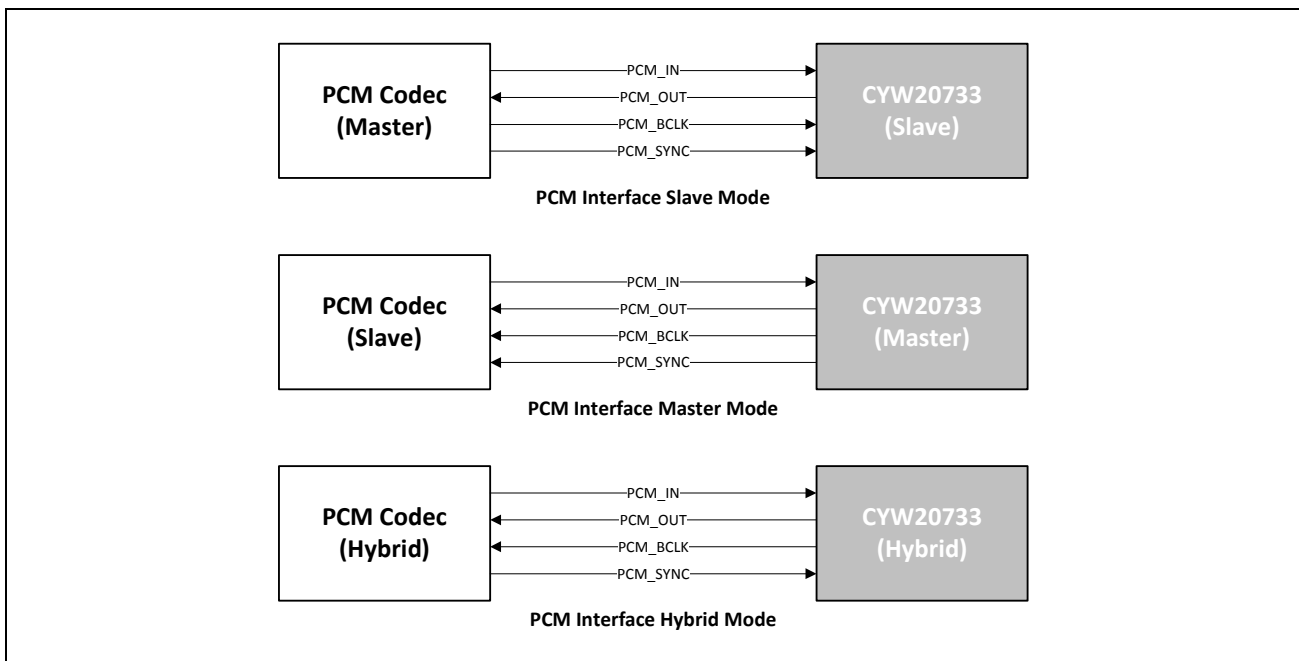 PCM Codec
(Master)
PCM_IN
PCM_OUT
PCM_BCLK
PCM_SYNC
CYW20733
(Slave)
PCM Interface Slave Mode
PCM Codec
(Slave)
PCM_IN
PCM_OUT
PCM_BCLK
PCM_SYNC
CYW20733
(Master)
PCM Interface Master Mode
PCM Codec
(Hybrid)
PCM_IN
PCM_OUT
PCM_BCLK
PCM_SYNC
CYW20733
(Hybrid)
PCM Interface Hybrid Mode